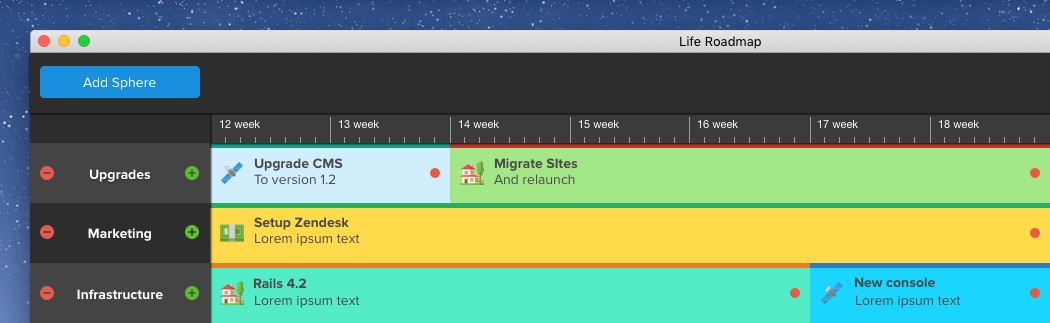 Life Roadmap
Add Sphere
12 week 13 week 14 week 15 week 16 week 17 week 18 week
Upgrades
Upgrade CMS
To version 1.2
Migrate SItes
And relaunch
Marketing
Setup Zendesk
Lorem ipsum text
Infrastructure
Rails 4.2
Lorem ipsum text
New console
Lorem ipsum text